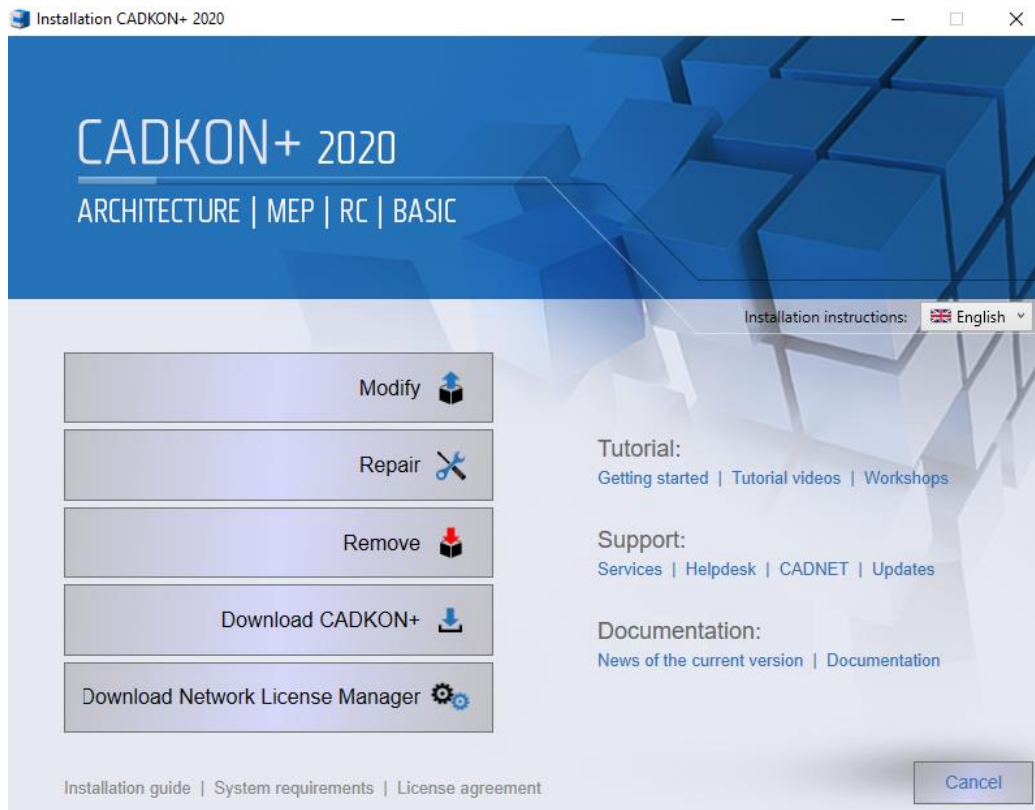 Installation CADKON+ 2020
CADKON+ 2020
ARCHITECTURE | MEP | RC | BASIC
Installation instructions: English
Modify
Repair
Remove
Download CADKON+
Download Network License Manager
Tutorial:
Getting started | Tutorial videos | Workshops
Support:
Services | Helpdesk | CADNET | Updates
Documentation:
News of the current version | Documentation
Installation guide | System requirements | License agreement
Cancel